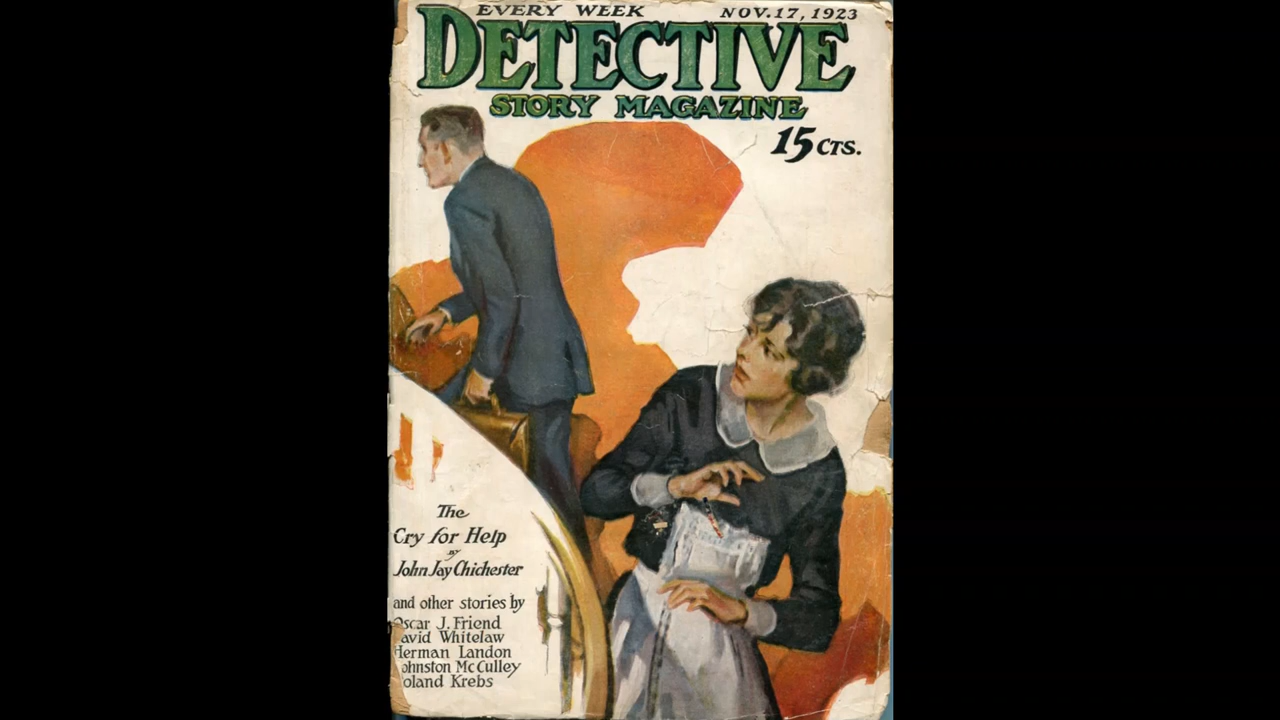 EVERY WEEK NOV. 17, 1923
DETECTIVE
STORY MAGAZINE
15 CTS.
The
Cry for Help
by
John Jay Chichester
and other stories by
Oscar J. Friend
avid Whitelaw
Herman Landon
ohnston McCulley
oland Krebs